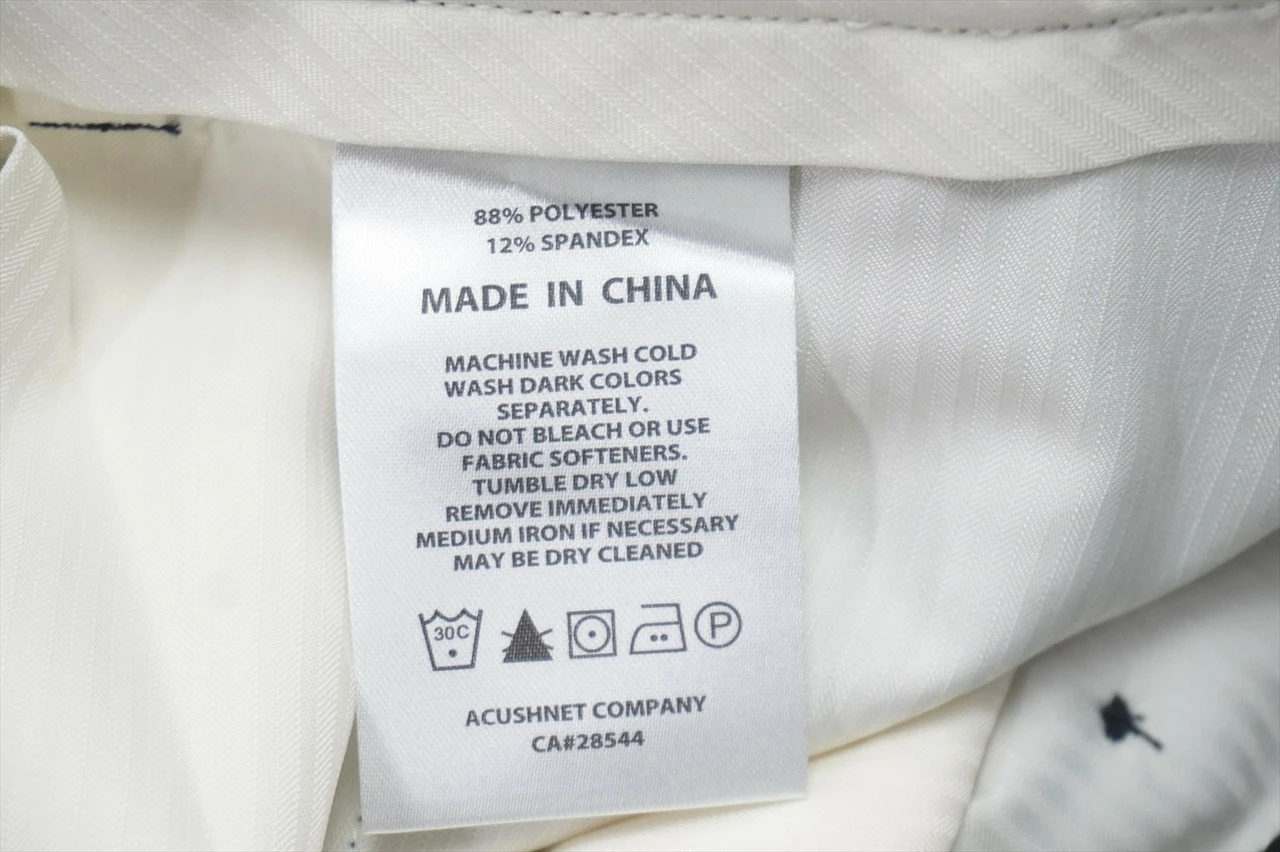 88% POLYESTER
12% SPANDEX
MADE IN CHINA
MACHINE WASH COLD
WASH DARK COLORS
SEPARATELY.
DO NOT BLEACH OR USE
FABRIC SOFTENERS.
TUMBLE DRY LOW
REMOVE IMMEDIATELY
MEDIUM IRON IF NECESSARY
MAY BE DRY CLEANED
30C P
ACUSHNET COMPANY
CA#28544